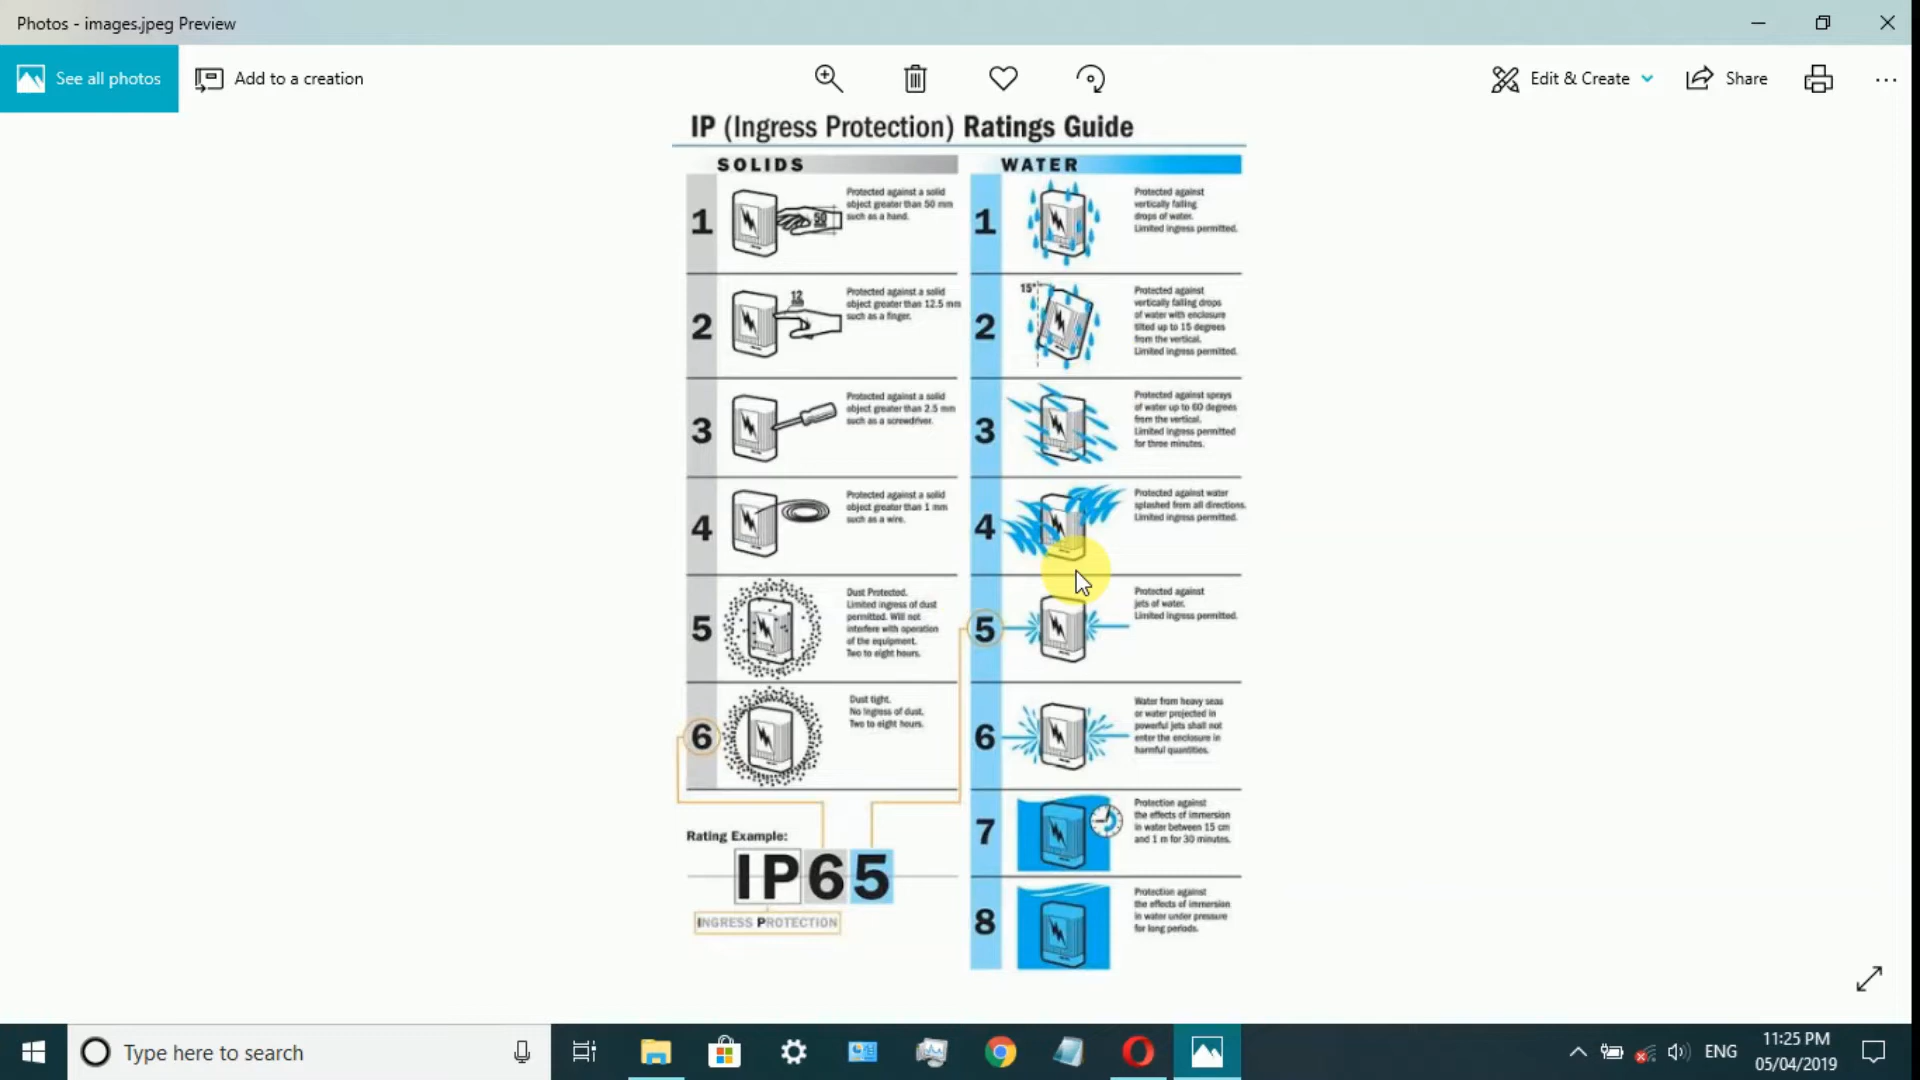 Photos - images.jpeg Preview
See all photos
Add to a creation
Edit & Create
Share
IP (Ingress Protection) Ratings Guide
SOLIDS
1
50
Protected against a solid
object greater than 50 mm
such as a hand.
2
12
Protected against a solid
object greater than 12.5 mm
such as a finger.
3
Protected against a solid
object greater than 2.5 mm
such as a screwdriver.
4
Protected against a solid
object greater than 1 mm
such as a wire.
5
Dust Protected.
Limited ingress of dust
permitted. Will not
interfere with operation
of the equipment.
Two to eight hours.
6
Dust tight.
No ingress of dust.
Two to eight hours.
Rating Example:
IP65
INGRESS PROTECTION
WATER
1
Protected against
vertically falling
drops of water.
Limited ingress permitted.
2
15°
Protected against
vertically falling drops
of water with enclosure
tilted up to 15 degrees
from the vertical.
Limited ingress permitted.
3
Protected against sprays
of water up to 60 degrees
from the vertical.
Limited ingress permitted
for three minutes.
4
Protected against water
splashed from all directions.
Limited ingress permitted.
5
Protected against
jets of water.
Limited ingress permitted.
6
Water from heavy seas
or water projected in
powerful jets shall not
enter the enclosure in
harmful quantities.
7
Protection against
the effects of immersion
in water between 15 cm
and 1 m for 30 minutes.
8
Protection against
the effects of immersion
in water under pressure
for long periods.
Type here to search
ENG
11:25 PM
05/04/2019